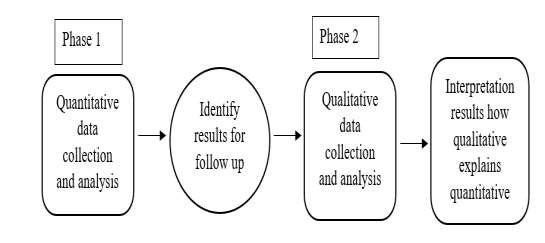 Phase 1
Quantitative
data
collection
and analysis
Identify
results for
follow up
Phase 2
Qualitative
data
collection
and analysis
Interpretation
results how
qualitative
explains
quantitative